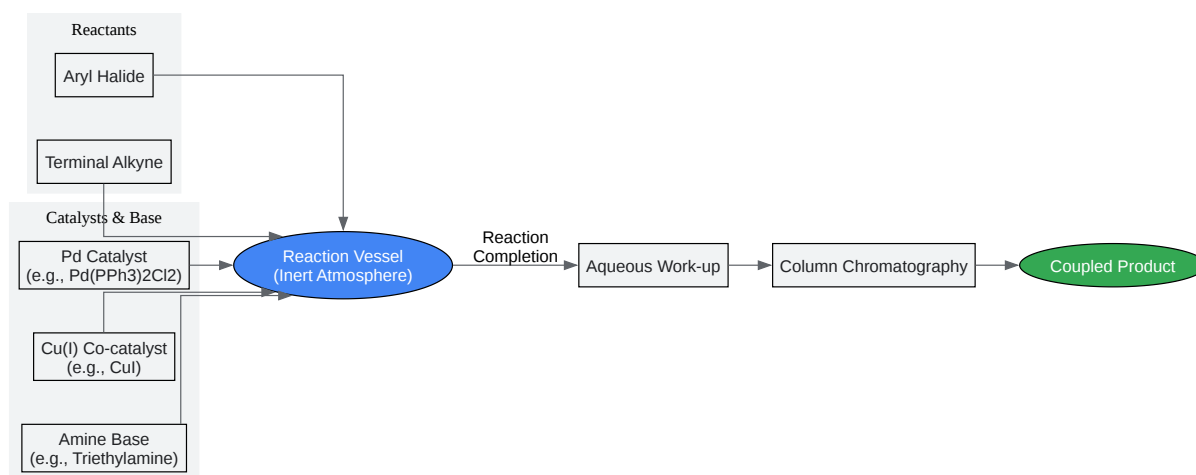 Reactants
Aryl Halide
Terminal Alkyne
Catalysts & Base
Pd Catalyst
(e.g., Pd(PPh3)2Cl2)
Cu(I) Co-catalyst
(e.g., CuI)
Amine Base
(e.g., Triethylamine)
Reaction Vessel
(Inert Atmosphere)
Reaction
Completion
Aqueous Work-up
Column Chromatography
Coupled Product